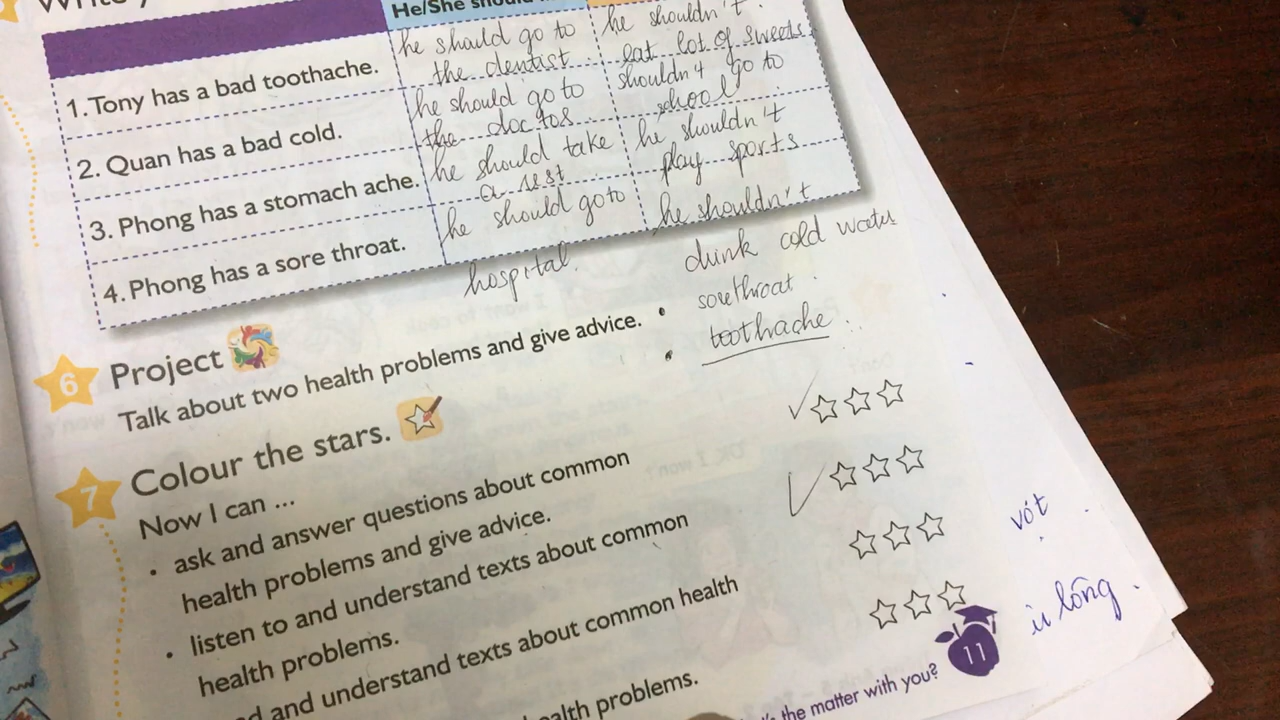 He/She should
he should go to
the dentist
he shouldn't
eat lot of sweets
1. Tony has a bad toothache.
he should go to
the doctor
shouldn't go to
school
2. Quan has a bad cold.
he should take
a rest
he shouldn't
play sports
3. Phong has a stomach ache.
he should go to
hospital.
he shouldn't
drink cold water
4. Phong has a sore throat.
sorethroat
toothache
6 Project
Talk about two health problems and give advice.
7 Colour the stars.
Now I can ...
• ask and answer questions about common
health problems and give advice.
• listen to and understand texts about common
health problems.
and understand texts about common health
health problems.
vót
ù lông.
11
the matter with you?